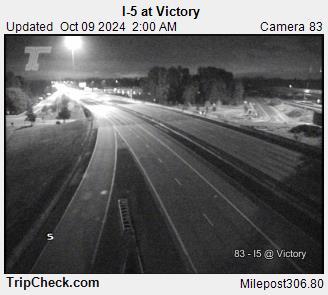 I-5 at Victory
Updated Oct 09 2024 2:00 AM Camera 83
T
S
83 - I5 @ Victory
TripCheck.com Milepost306.80